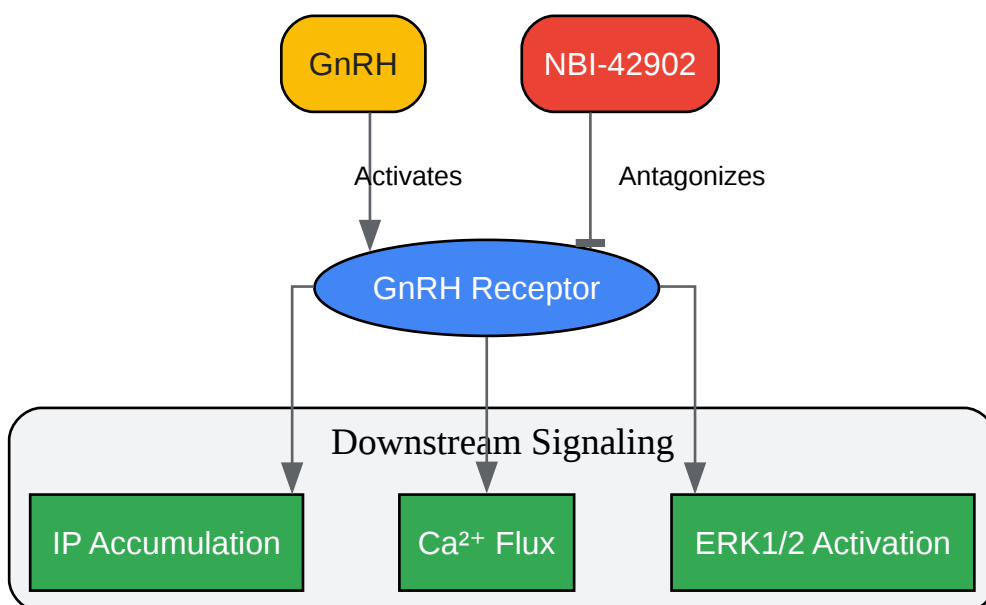 GnRH
NBI-42902
Activates
Antagonizes
GnRH Receptor
Downstream Signaling
IP Accumulation
Ca²⁺ Flux
ERK1/2 Activation